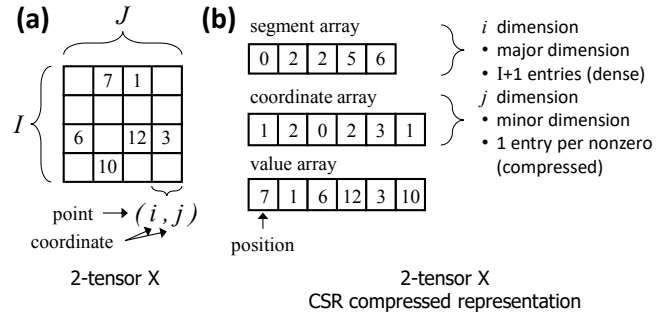 (a)
J
I
7 1
6 12 3
10
point → (i, j)
coordinate
2-tensor X
(b)
segment array
0 2 2 5 6
coordinate array
1 2 0 2 3 1
value array
7 1 6 12 3 10
position
i dimension
• major dimension
• I+1 entries (dense)
j dimension
• minor dimension
• 1 entry per nonzero
(compressed)
2-tensor X
CSR compressed representation